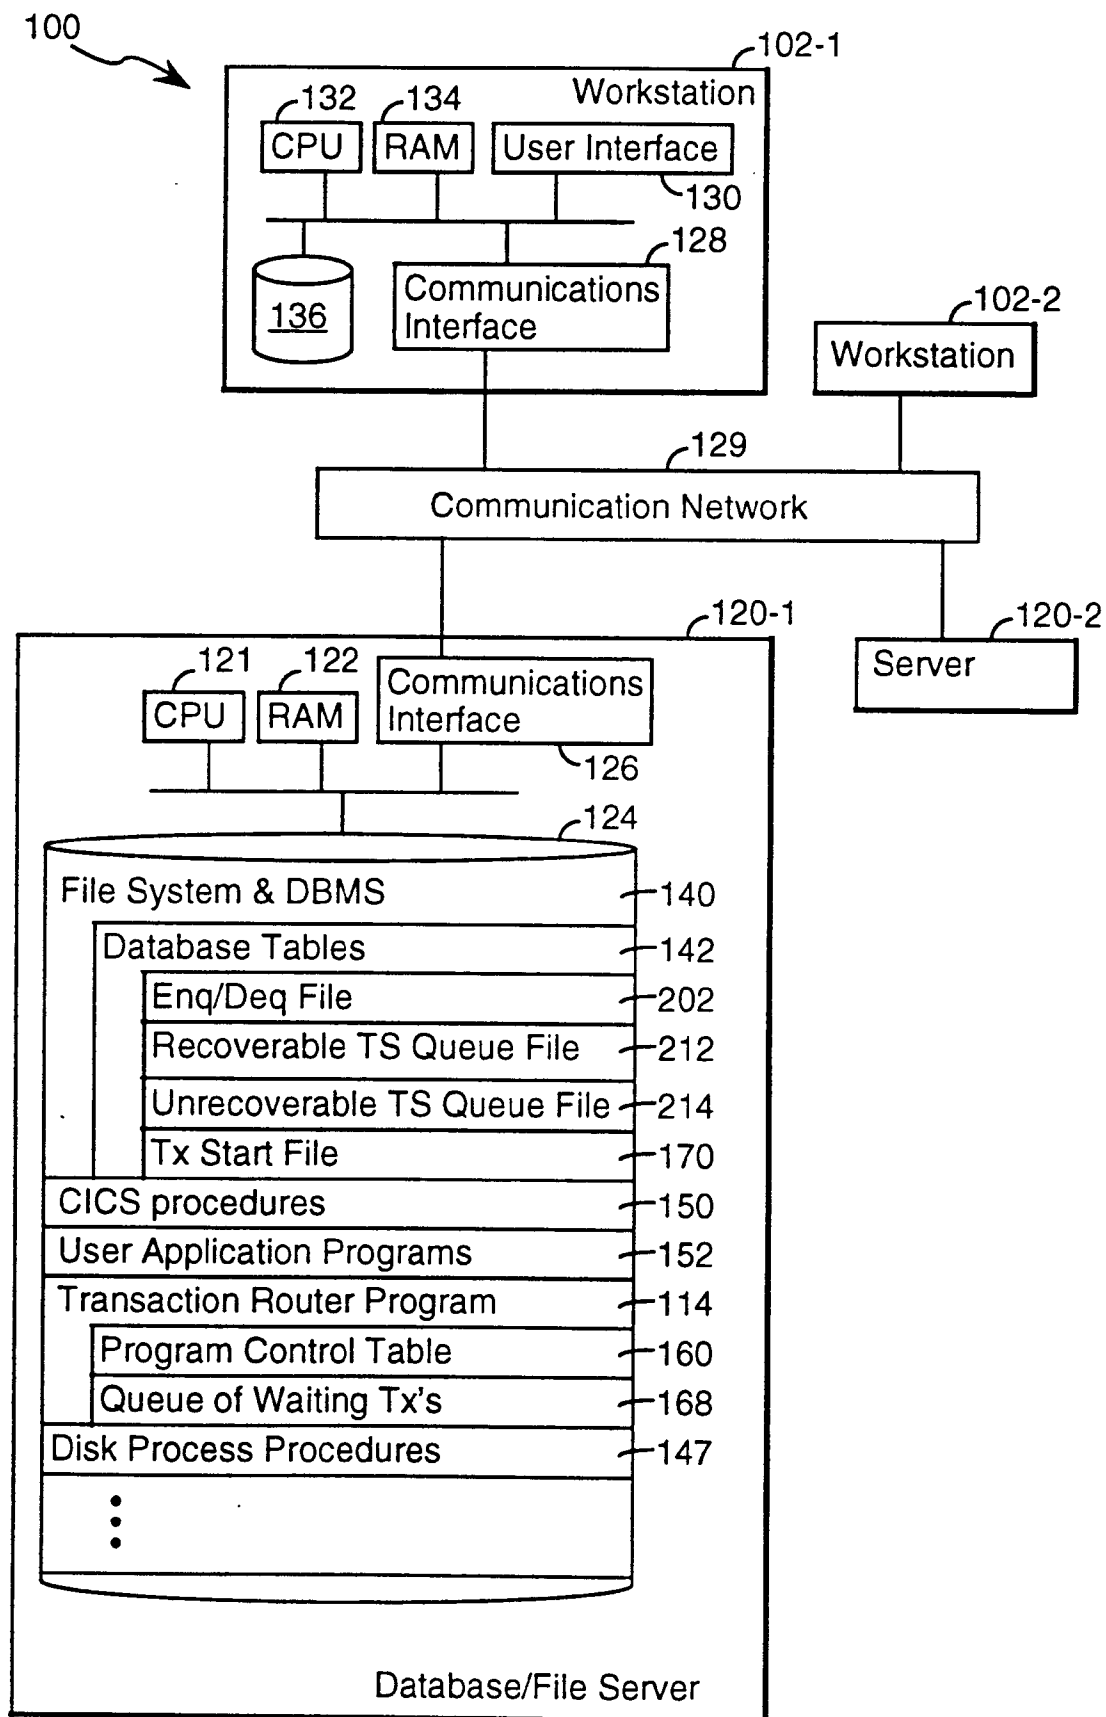 100
102-1
Workstation
132
134
CPU
RAM
User Interface
130
128
136
Communications
Interface
102-2
Workstation
129
Communication Network
120-1
120-2
Server
121
122
Communications
Interface
CPU
RAM
126
124
File System & DBMS
140
Database Tables
142
Enq/Deq File
202
Recoverable TS Queue File
212
Unrecoverable TS Queue File
214
Tx Start File
170
CICS procedures
150
User Application Programs
152
Transaction Router Program
114
Program Control Table
160
Queue of Waiting Tx's
168
Disk Process Procedures
147
Database/File Server